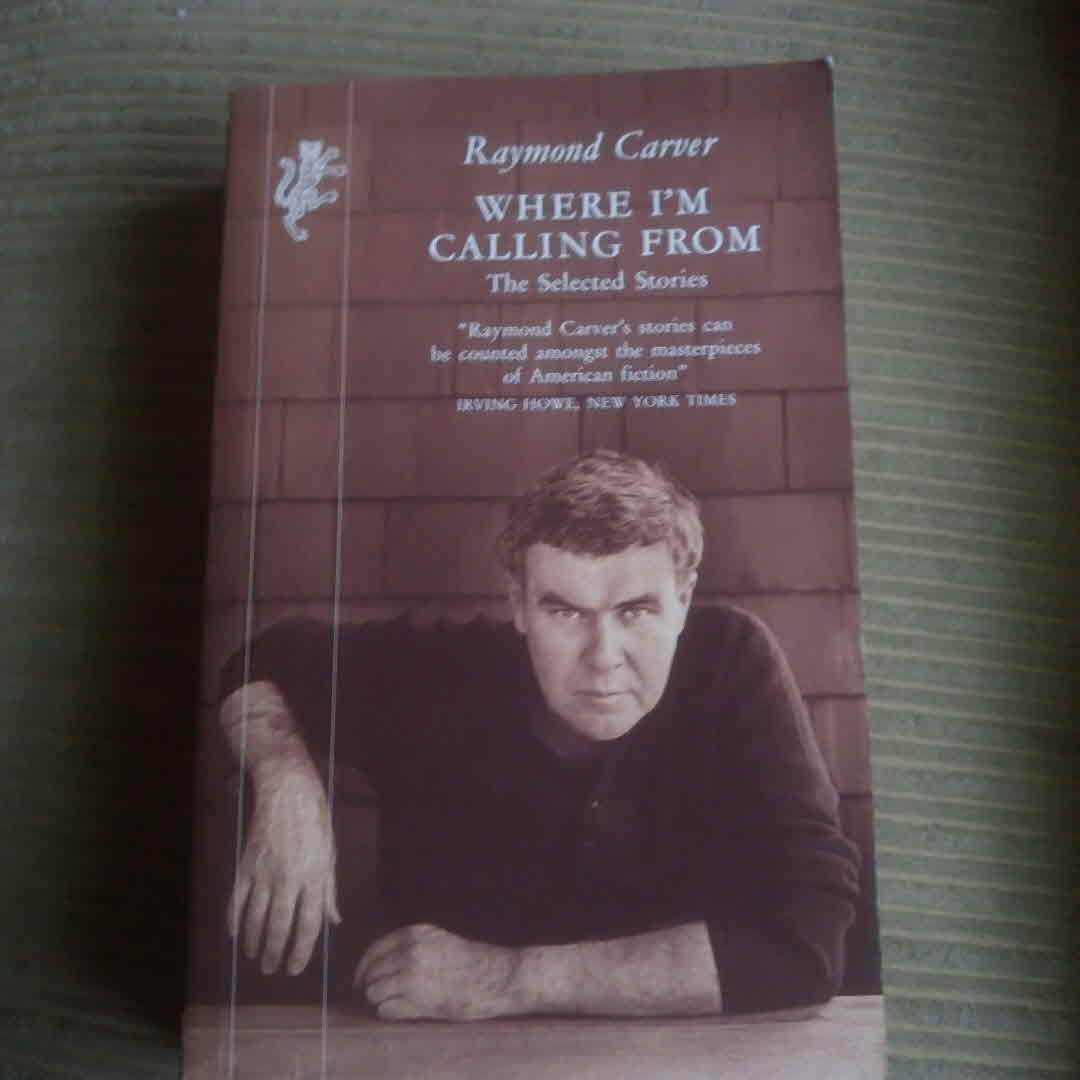 Raymond Carver
WHERE I'M
CALLING FROM
The Selected Stories
"Raymond Carver's stories can
be counted amongst the masterpieces
of American fiction"
IRVING HOWE, NEW YORK TIMES